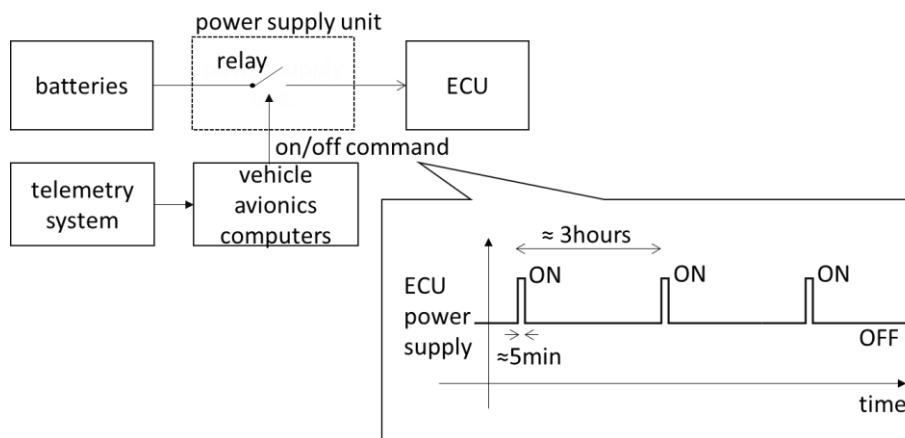 power supply unit
batteries
relay
ECU
on/off command
telemetry
system
vehicle
avionics
computers
≈ 3hours
ON
ON
ON
ECU
power
supply
OFF
≈5min
time